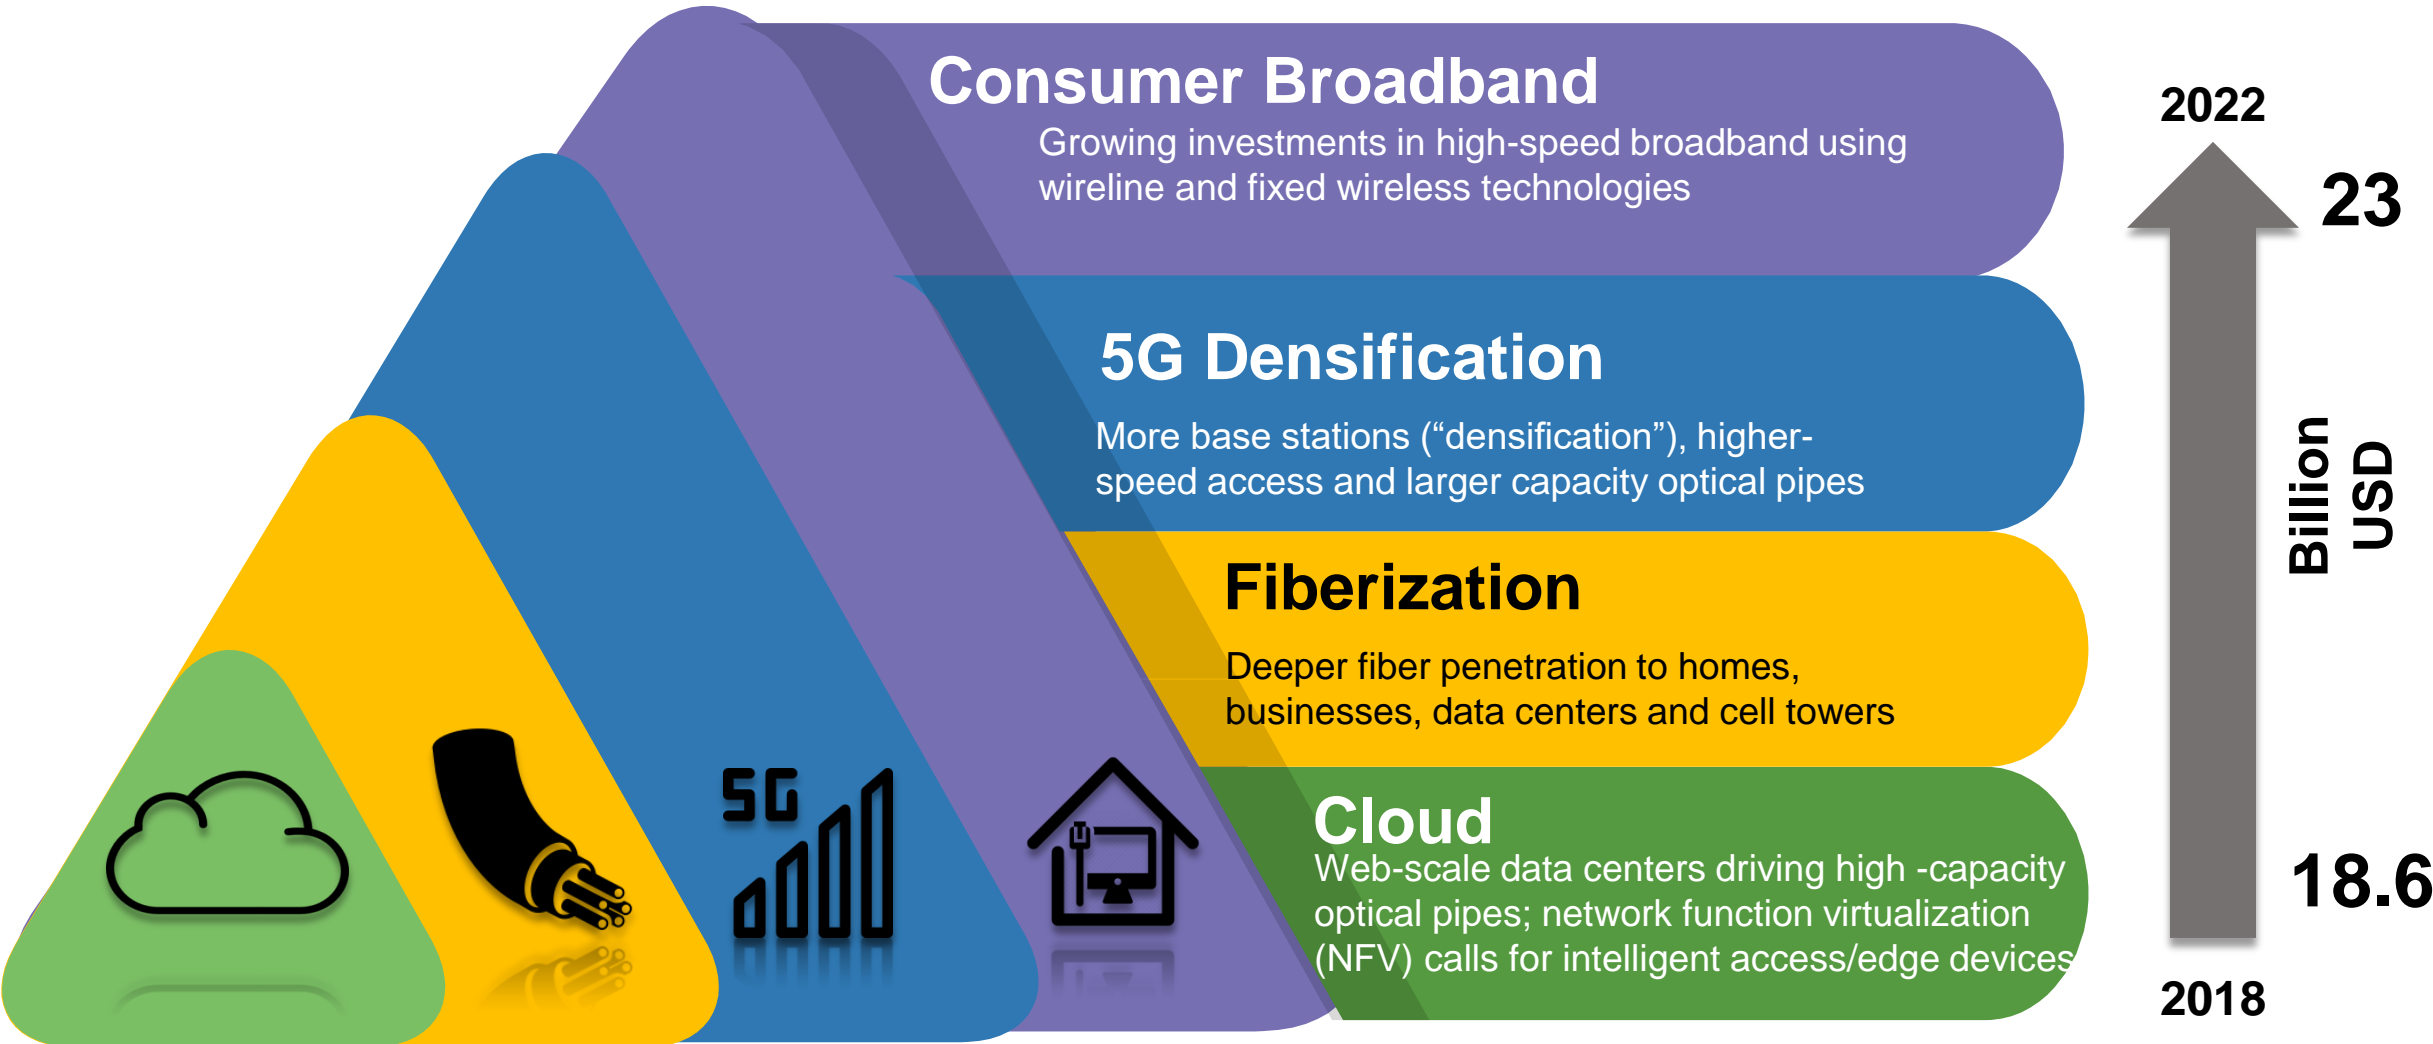 Consumer Broadband
Growing investments in high-speed broadband using
wireline and fixed wireless technologies
5G Densification
More base stations (“densification”), higher-
speed access and larger capacity optical pipes
Fiberization
Deeper fiber penetration to homes,
businesses, data centers and cell towers
Cloud
Web-scale data centers driving high -capacity
optical pipes; network function virtualization
(NFV) calls for intelligent access/edge devices
5G
2022
23
Billion
USD
18.6
2018